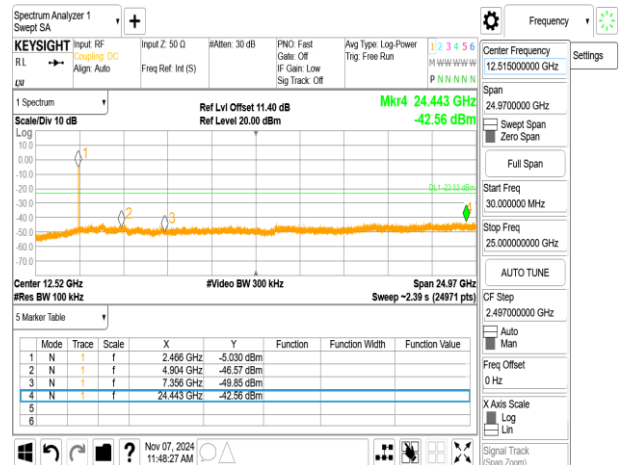 Spectrum Analyzer 1
Swept SA
Frequency
KEYSIGHT
Input: RF
Coupling: DC
Align: Auto
Input Z: 50 Ω
Freq Ref: Int (S)
#Atten: 30 dB
PNO: Fast
Gate: Off
IF Gain: Low
Sig Track: Off
Avg Type: Log-Power
Trig: Free Run
1 2 3 4 5 6
M W W W W W
P N N N N N
RL
LXI
1 Spectrum
Scale/Div 10 dB
Ref Lvl Offset 11.40 dB
Ref Level 20.00 dBm
Mkr4 24.443 GHz
-42.56 dBm
Log
10.0
0.00
-10.0
-20.0
-30.0
-40.0
-50.0
-60.0
-70.0
1
2
3
4
DL1 -23.03 dBm
Center 12.52 GHz
#Res BW 100 kHz
#Video BW 300 kHz
Span 24.97 GHz
Sweep ~2.39 s (24971 pts)
5 Marker Table
Mode Trace Scale X Y Function Function Width Function Value
1 N 1 f 2.466 GHz -5.030 dBm
2 N 1 f 4.904 GHz -46.57 dBm
3 N 1 f 7.356 GHz -49.85 dBm
4 N 1 f 24.443 GHz -42.56 dBm
5
6
?
Nov 07, 2024
11:48:27 AM
Center Frequency
12.515000000 GHz
Settings
Span
24.9700000 GHz
Swept Span
Zero Span
Full Span
Start Freq
30.000000 MHz
Stop Freq
25.000000000 GHz
AUTO TUNE
CF Step
2.497000000 GHz
Auto
Man
Freq Offset
0 Hz
X Axis Scale
Log
Lin
Signal Track
(Span Zoom)